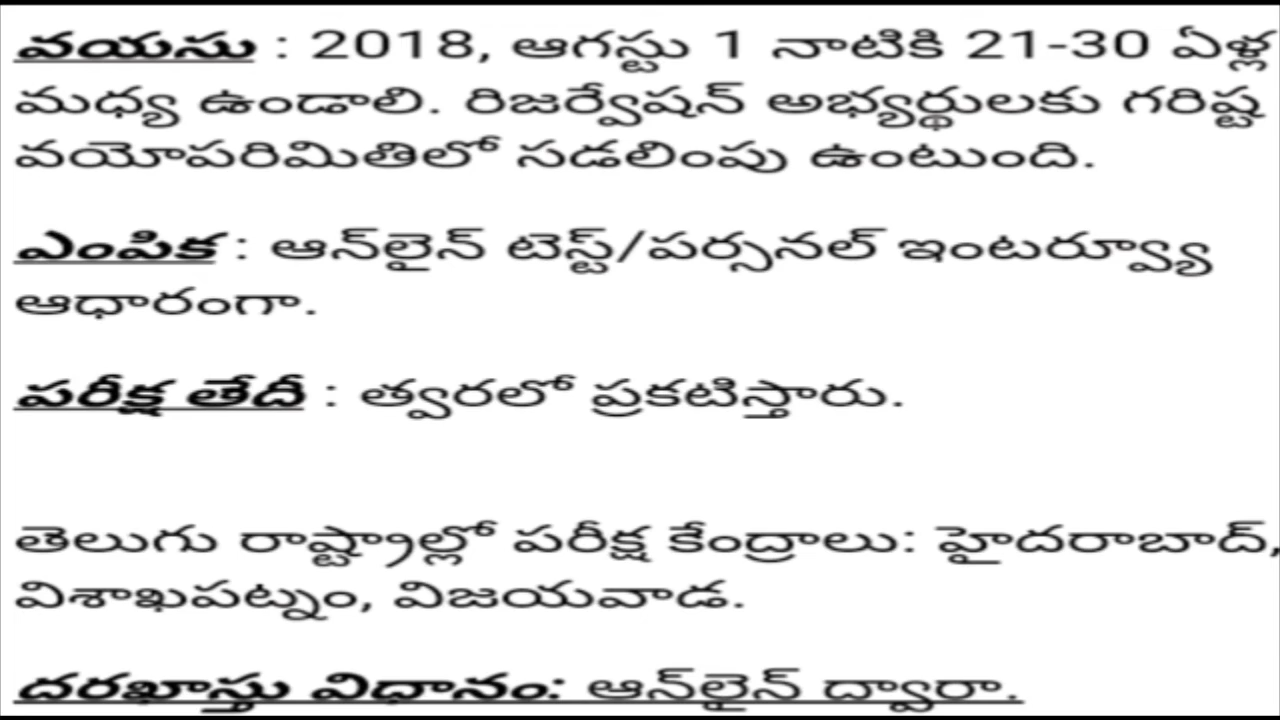 వయసు : 2018, ఆగస్టు 1 నాటికి 21-30 ఏళ్ల
మధ్య ఉండాలి. రిజర్వేషన్ అభ్యర్థులకు గరిష్ట
వయోపరిమితిలో సడలింపు ఉంటుంది.
ఎంపిక : ఆన్‌లైన్ టెస్ట్/పర్సనల్ ఇంటర్వ్యూ
ఆధారంగా.
పరీక్ష తేదీ : త్వరలో ప్రకటిస్తారు.
తెలుగు రాష్ట్రాల్లో పరీక్ష కేంద్రాలు: హైదరాబాద్,
విశాఖపట్నం, విజయవాడ.
దరఖాస్తు విధానం: ఆన్‌లైన్ ద్వారా.